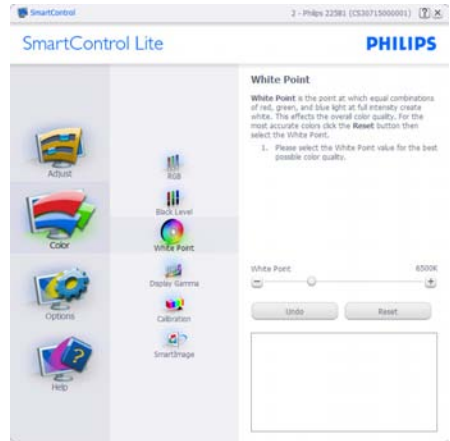 SmartControl
2 - Philips 225B1 (CS30715000001)
SmartControl Lite
PHILIPS
Adjust
Color
Options
Help
RGB
Black Level
White Point
Display Gamma
Calibration
SmartImage
White Point
White Point is the point at which equal combinations
of red, green, and blue light at full intensity create
white. This effects the overall color quality. For the
most accurate colors click the Reset button then
select the White Point.
1. Please select the White Point value for the best
possible color quality.
White Point 6500K
Undo Reset